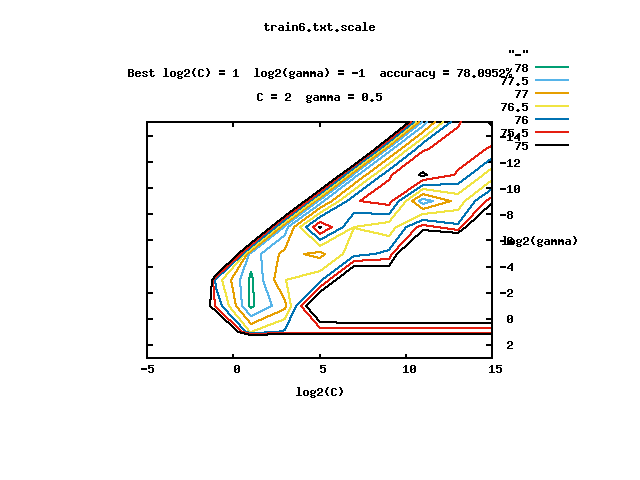 train6.txt.scale
"-"
78
Best log2(C) = 1  log2(gamma) = -1  accuracy = 78.0952%
77.5
77
C = 2  gamma = 0.5
76.5
76
75.5
-14
75
-12
-10
-8
-6
log2(gamma)
-4
-2
0
2
-5 0 5 10 15
log2(C)